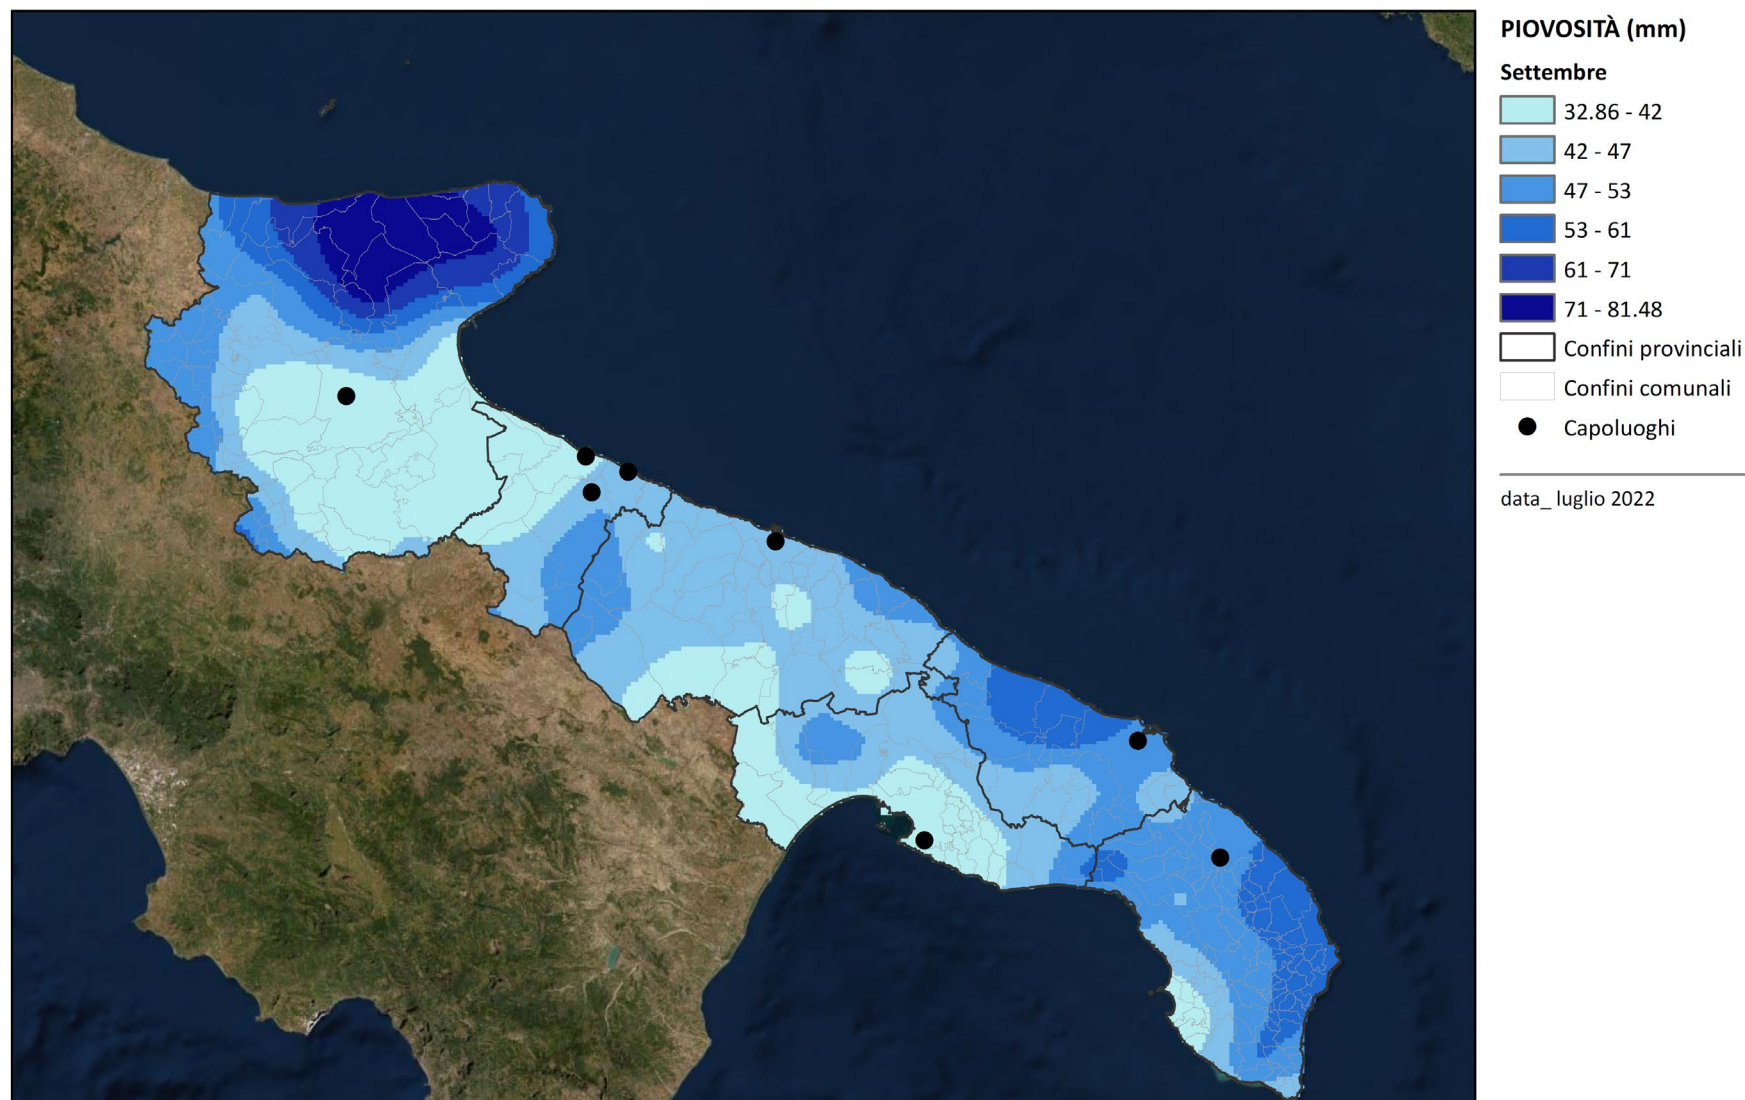 PIOVOSITÀ (mm)
Settembre
32.86 - 42
42 - 47
47 - 53
53 - 61
61 - 71
71 - 81.48
Confini provinciali
Confini comunali
Capoluoghi
data_ luglio 2022